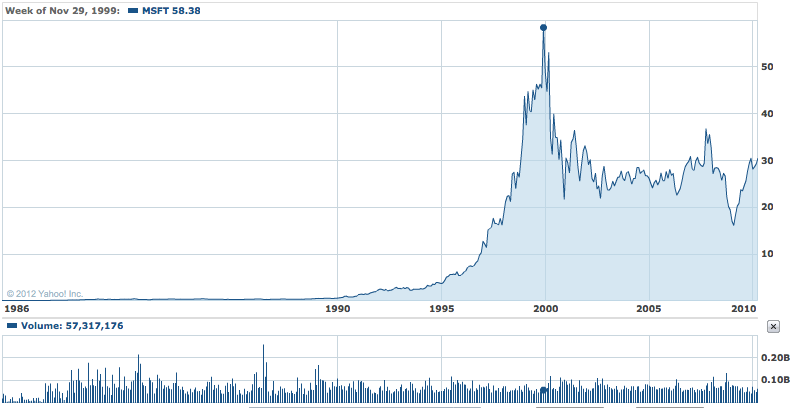 Week of Nov 29, 1999: MSFT 58.38
50
40
30
20
10
© 2012 Yahoo! Inc.
1986 1990 1995 2000 2005 2010
Volume: 57,317,176
0.20B
0.10B